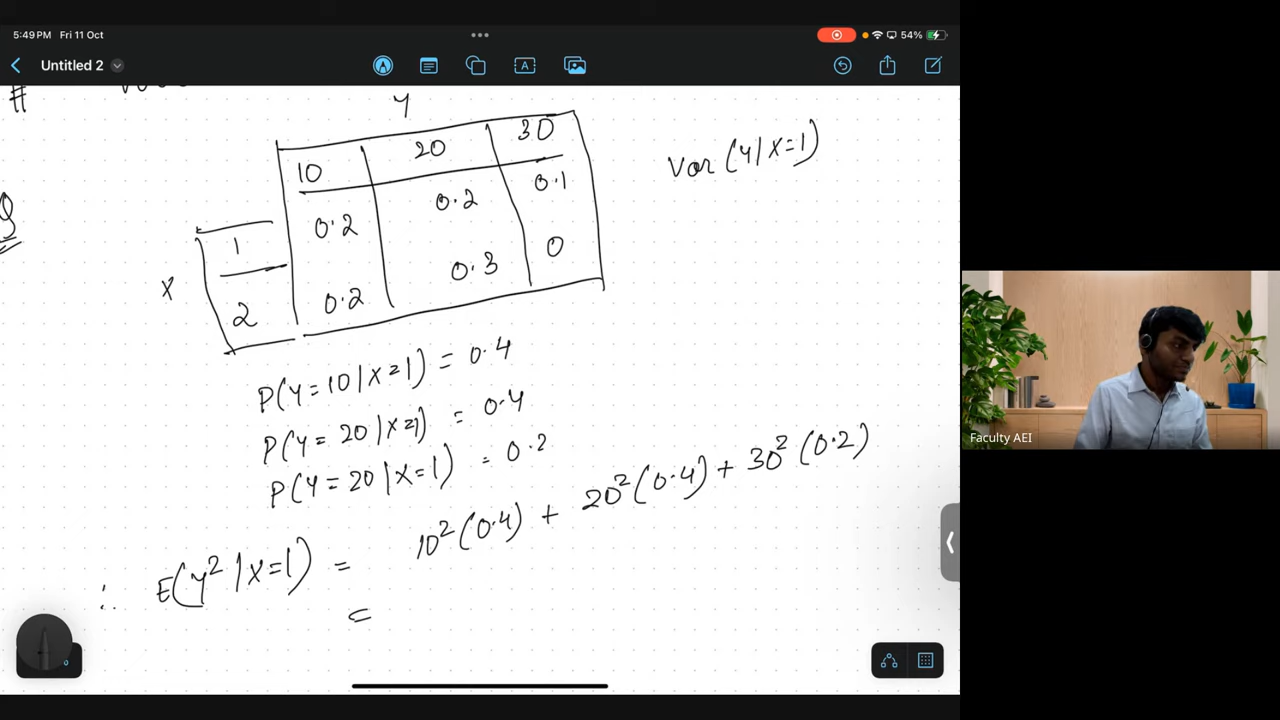 5:49 PM Fri 11 Oct
54%
Untitled 2
A
#
Y
10 20 30
Var (Y | X=1)
1 0.2 0.2 0.1
X
2 0.2 0.3 0
P(Y=10 | X=1) = 0.4
P(Y=20 | X=1) = 0.4
P(Y=20 | X=1) = 0.2
∴ E(Y² | X=1) = 10² (0.4) + 20² (0.4) + 30² (0.2)
=
Faculty AEI